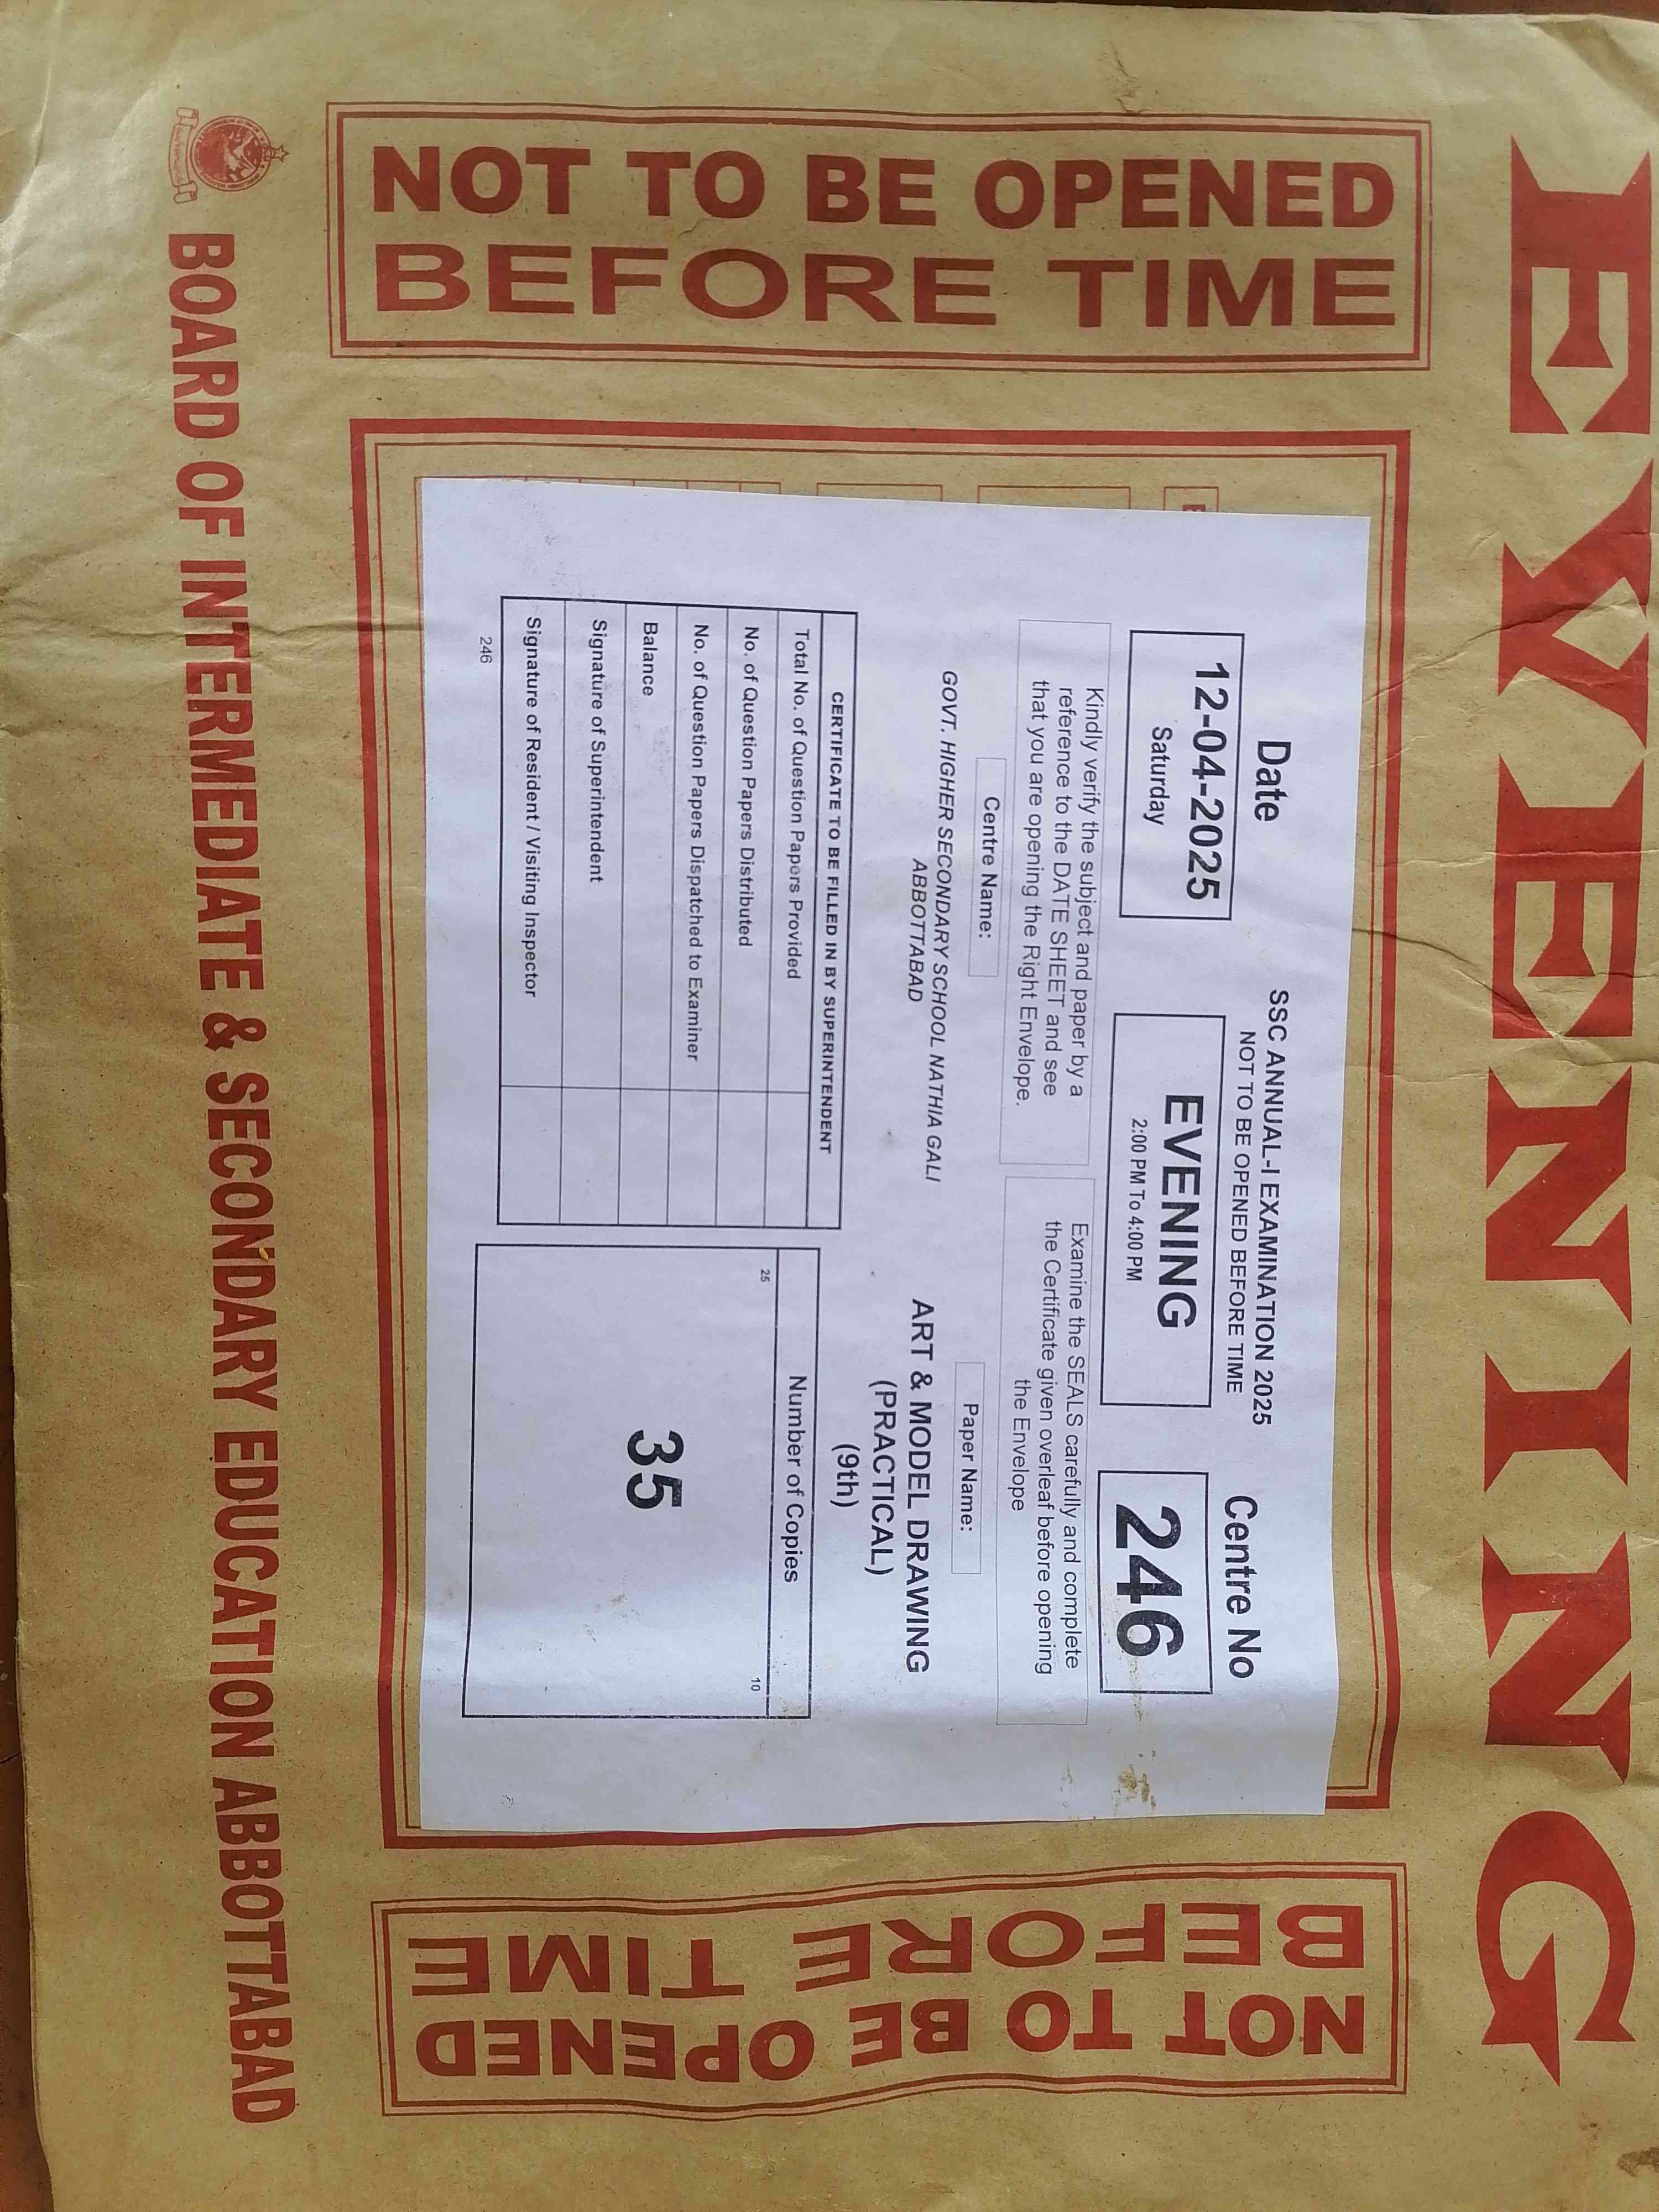 EVENING
NOT TO BE OPENED
BEFORE TIME
Date
12-04-2025
Saturday
SSC ANNUAL-I EXAMINATION 2025
NOT TO BE OPENED BEFORE TIME
EVENING
2:00 PM To 4:00 PM
Centre No
246
Kindly verify the subject and paper by a
reference to the DATE SHEET and see
that you are opening the Right Envelope.
Examine the SEALS carefully and complete
the Certificate given overleaf before opening
the Envelope
Centre Name:
GOVT. HIGHER SECONDARY SCHOOL NATHIA GALI
ABBOTTABAD
Paper Name:
ART & MODEL DRAWING
(PRACTICAL)
(9th)
CERTIFICATE TO BE FILLED IN BY SUPERINTENDENT
Total No. of Question Papers Provided
No. of Question Papers Distributed
No. of Question Papers Dispatched to Examiner
Balance
Signature of Superintendent
Signature of Resident / Visiting Inspector
246
Number of Copies
25
10
35
NOT TO BE OPENED
BEFORE TIME
BOARD OF INTERMEDIATE & SECONDARY EDUCATION ABBOTTABAD